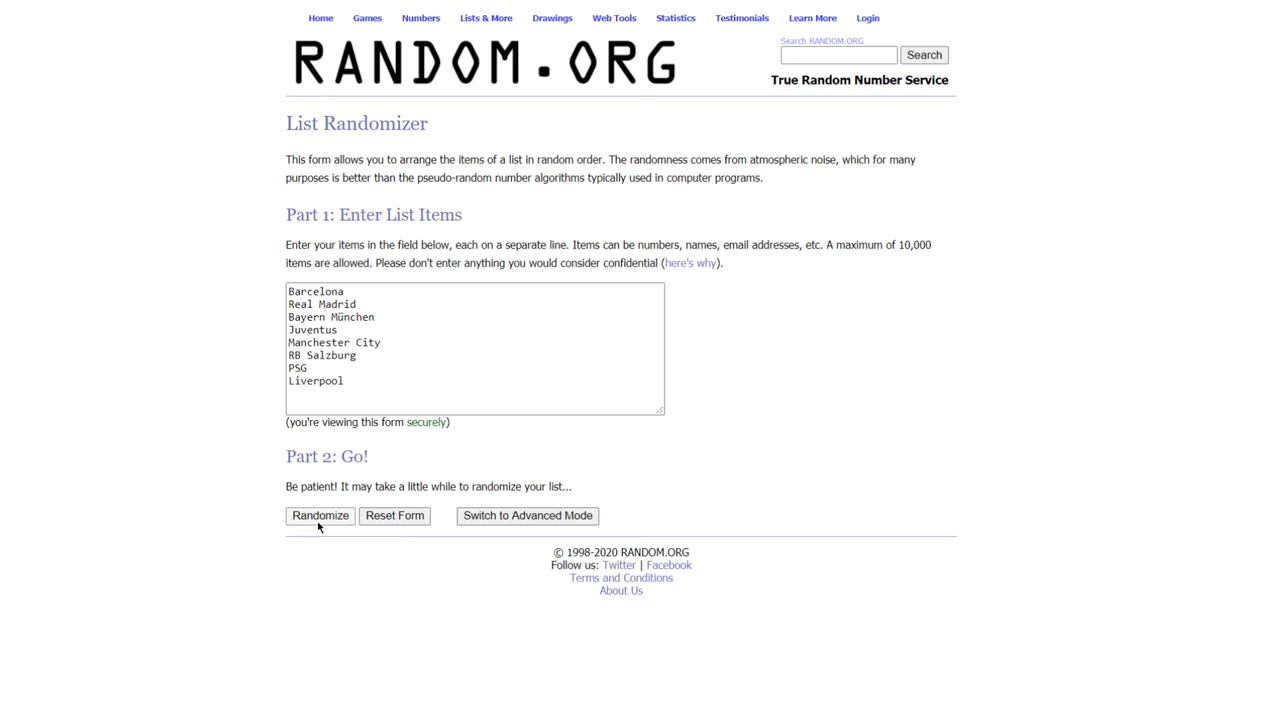 Home Games Numbers Lists & More Drawings Web Tools Statistics Testimonials Learn More Login
RANDOM.ORG
Search RANDOM.ORG
Search
True Random Number Service
List Randomizer
This form allows you to arrange the items of a list in random order. The randomness comes from atmospheric noise, which for many
purposes is better than the pseudo-random number algorithms typically used in computer programs.
Part 1: Enter List Items
Enter your items in the field below, each on a separate line. Items can be numbers, names, email addresses, etc. A maximum of 10,000
items are allowed. Please don't enter anything you would consider confidential (here's why).
Barcelona
Real Madrid
Bayern München
Juventus
Manchester City
RB Salzburg
PSG
Liverpool
(you're viewing this form securely)
Part 2: Go!
Be patient! It may take a little while to randomize your list...
Randomize Reset Form Switch to Advanced Mode
© 1998-2020 RANDOM.ORG
Follow us: Twitter | Facebook
Terms and Conditions
About Us